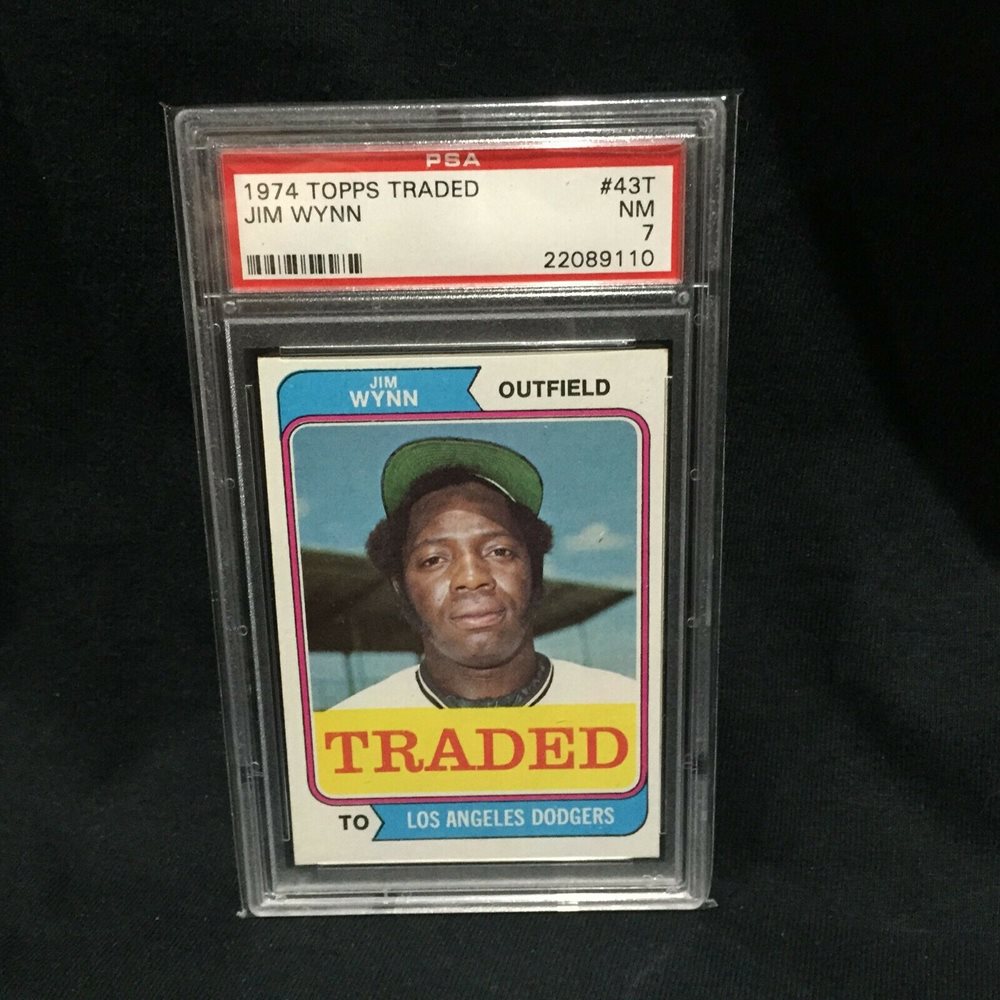 PSA
1974 TOPPS TRADED #43T
JIM WYNN NM
7
22089110
JIM
WYNN
OUTFIELD
TRADED
TO LOS ANGELES DODGERS